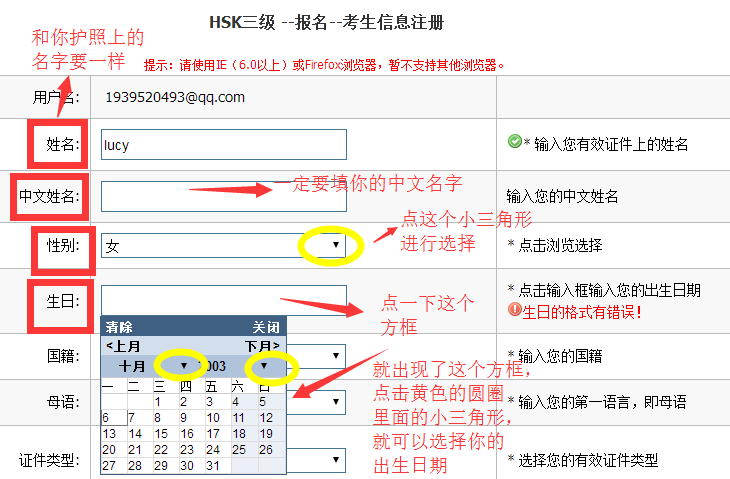 HSK三级 --报名--考生信息注册
和你护照上的
名字要一样
提示：请使用IE（6.0以上）或Firefox浏览器，暂不支持其他浏览器。
用户名: 1939520493@qq.com
姓名: lucy * 输入您有效证件上的姓名
中文姓名: 一定要填你的中文名字 输入您的中文姓名
点这个小三角形
进行选择
性别: 女 * 点击浏览选择
生日: * 点击输入框输入您的出生日期
生日的格式有错误！
点一下这个
方框
清除 关闭
<上月 下月>
十月 1003
一 二 三 四 五 六 日
1 2 3 4 5
6 7 8 9 10 11 12
13 14 15 16 17 18 19
20 21 22 23 24 25 26
27 28 29 30 31
国籍: * 输入您的国籍
就出现了这个方框，
点击黄色的圆圈
里面的小三角形，
就可以选择你的
出生日期
母语: * 输入您的第一语言，即母语
证件类型: * 选择您的有效证件类型